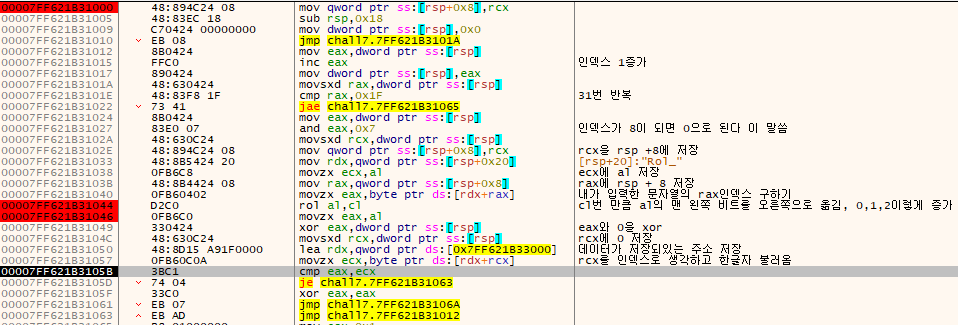 00007FF621B31000 48:894C24 08 mov qword ptr ss:[rsp+0x8],rcx
00007FF621B31005 48:83EC 18 sub rsp,0x18
00007FF621B31009 C70424 00000000 mov dword ptr ss:[rsp],0x0
00007FF621B31010 EB 08 jmp chall7.7FF621B3101A
00007FF621B31012 8B0424 mov eax,dword ptr ss:[rsp]
00007FF621B31015 FFC0 inc eax 인덱스 1증가
00007FF621B31017 890424 mov dword ptr ss:[rsp],eax
00007FF621B3101A 48:630424 movsxd rax,dword ptr ss:[rsp]
00007FF621B3101E 48:83F8 1F cmp rax,0x1F 31번 반복
00007FF621B31022 73 41 jae chall7.7FF621B31065
00007FF621B31024 8B0424 mov eax,dword ptr ss:[rsp]
00007FF621B31027 83E0 07 and eax,0x7 인덱스가 8이 되면 0으로 된다 이 말씀
00007FF621B3102A 48:630C24 movsxd rcx,dword ptr ss:[rsp]
00007FF621B3102E 48:894C24 08 mov qword ptr ss:[rsp+0x8],rcx rcx을 rsp +8에 저장
00007FF621B31033 48:8B5424 20 mov rdx,qword ptr ss:[rsp+0x20] [rsp+20]:"Rol_"
00007FF621B31038 0FB6C8 movzx ecx,al ecx에 al 저장
00007FF621B3103B 48:8B4424 08 mov rax,qword ptr ss:[rsp+0x8] rax에 rsp + 8 저장
00007FF621B31040 0FB60402 movzx eax,byte ptr ds:[rdx+rax] 내가 입력한 문자열의 rax인덱스 구하기
00007FF621B31044 D2C0 rol al,cl cl번 만큼 al의 맨 왼쪽 비트를 오른쪽으로 옮김, 0,1,2이렇게 증가
00007FF621B31046 0FB6C0 movzx eax,al
00007FF621B31049 330424 xor eax,dword ptr ss:[rsp] eax와 0을 xor
00007FF621B3104C 48:630C24 movsxd rcx,dword ptr ss:[rsp] rcx에 0 저장
00007FF621B31050 48:8D15 A91F0000 lea rdx,qword ptr ds:[0x7FF621B33000] 데이터가 저장되있는 주소 저장
00007FF621B31057 0FB60C0A movzx ecx,byte ptr ds:[rdx+rcx] rcx를 인덱스로 생각하고 한글자 불러옴
00007FF621B3105B 3BC1 cmp eax,ecx
00007FF621B3105D 74 04 je chall7.7FF621B31063
00007FF621B3105F 33C0 xor eax,eax
00007FF621B31061 EB 07 jmp chall7.7FF621B3106A
00007FF621B31063 EB AD jmp chall7.7FF621B31012